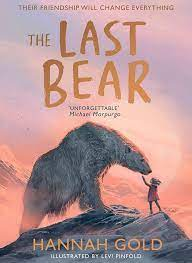 THEIR FRIENDSHIP WILL CHANGE EVERYTHING
THE
LAST
BEAR
'UNFORGETTABLE'
Michael Morpurgo
HANNAH GOLD
ILLUSTRATED BY LEVI PINFOLD